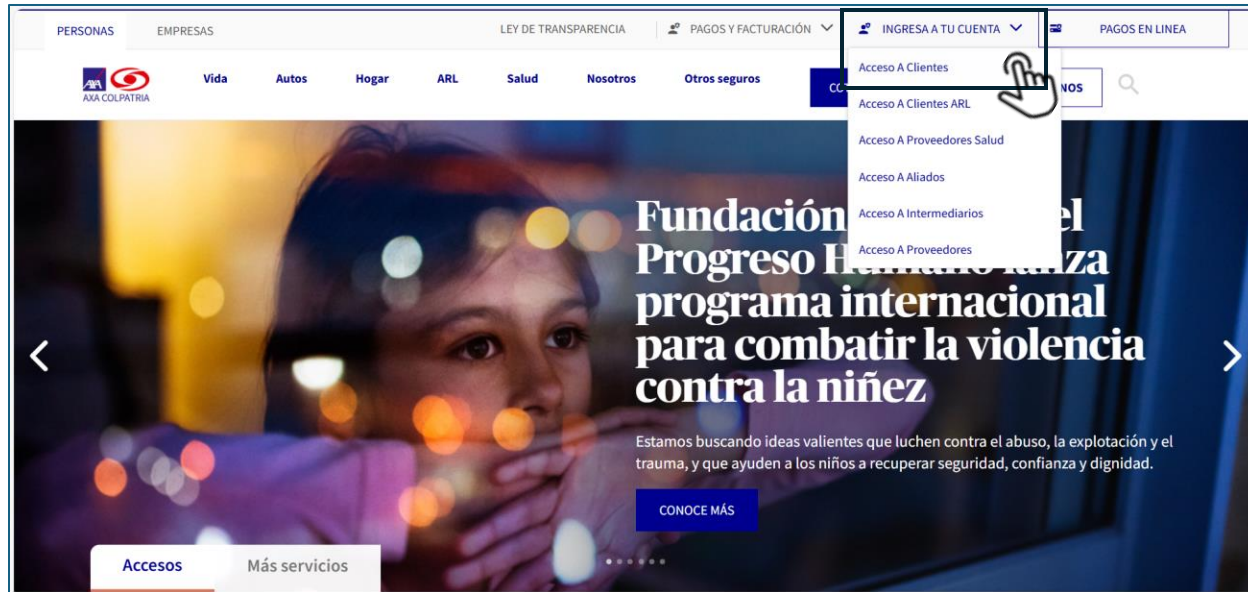 PERSONAS EMPRESAS LEY DE TRANSPARENCIA PAGOS Y FACTURACIÓN INGRESA A TU CUENTA PAGOS EN LINEA
AXA COLPATRIA
Vida Autos Hogar ARL Salud Nosotros Otros seguros
Acceso A Clientes
Acceso A Clientes ARL
Acceso A Proveedores Salud
Acceso A Aliados
Acceso A Intermediarios
Acceso A Proveedores
Fundación el
Progreso
programa internacional
para combatir la violencia
contra la niñez
Estamos buscando ideas valientes que luchen contra el abuso, la explotación y el
trauma, y que ayuden a los niños a recuperar seguridad, confianza y dignidad.
CONOCE MÁS
Accesos Más servicios